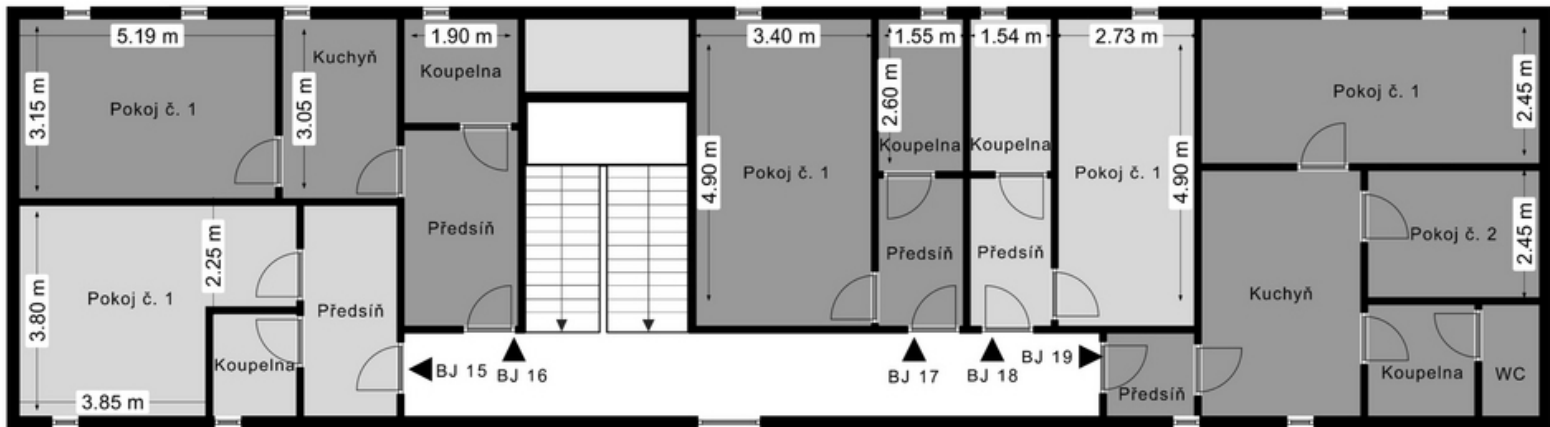 5.19 m
3.15 m
Pokoj č. 1
Kuchyň
3.05 m
1.90 m
Koupelna
Předsíň
3.80 m
2.25 m
Pokoj č. 1
Předsíň
Koupelna
3.85 m
BJ 15
BJ 16
3.40 m
4.90 m
Pokoj č. 1
1.55 m
2.60 m
Koupelna
Předsíň
BJ 17
1.54 m
Koupelna
Předsíň
BJ 18
2.73 m
Pokoj č. 1
4.90 m
BJ 19
Předsíň
Pokoj č. 1
2.45 m
Kuchyň
Pokoj č. 2
2.45 m
Koupelna
WC